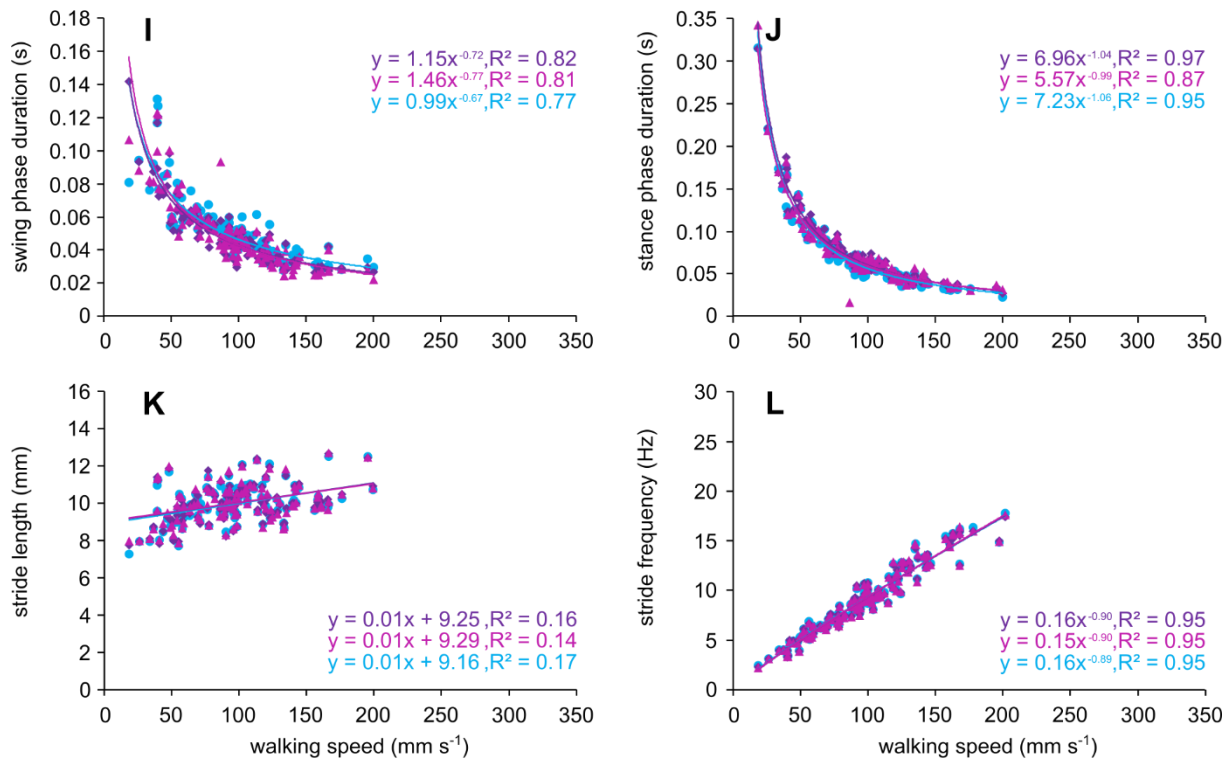 I
swing phase duration (s)
0.18
0.16
0.14
0.12
0.10
0.08
0.06
0.04
0.02
0
y = 1.15x^-0.72,R² = 0.82
y = 1.46x^-0.77,R² = 0.81
y = 0.99x^-0.67,R² = 0.77
0 50 100 150 200 250 300 350
J
stance phase duration (s)
0.35
0.30
0.25
0.20
0.15
0.10
0.05
0
y = 6.96x^-1.04,R² = 0.97
y = 5.57x^-0.99,R² = 0.87
y = 7.23x^-1.06,R² = 0.95
0 50 100 150 200 250 300 350
K
stride length (mm)
16
14
12
10
8
6
4
2
0
y = 0.01x + 9.25,R² = 0.16
y = 0.01x + 9.29,R² = 0.14
y = 0.01x + 9.16,R² = 0.17
0 50 100 150 200 250 300 350
walking speed (mm s⁻¹)
L
stride frequency (Hz)
30
25
20
15
10
5
0
y = 0.16x^-0.90,R² = 0.95
y = 0.15x^-0.90,R² = 0.95
y = 0.16x^-0.89,R² = 0.95
0 50 100 150 200 250 300 350
walking speed (mm s⁻¹)